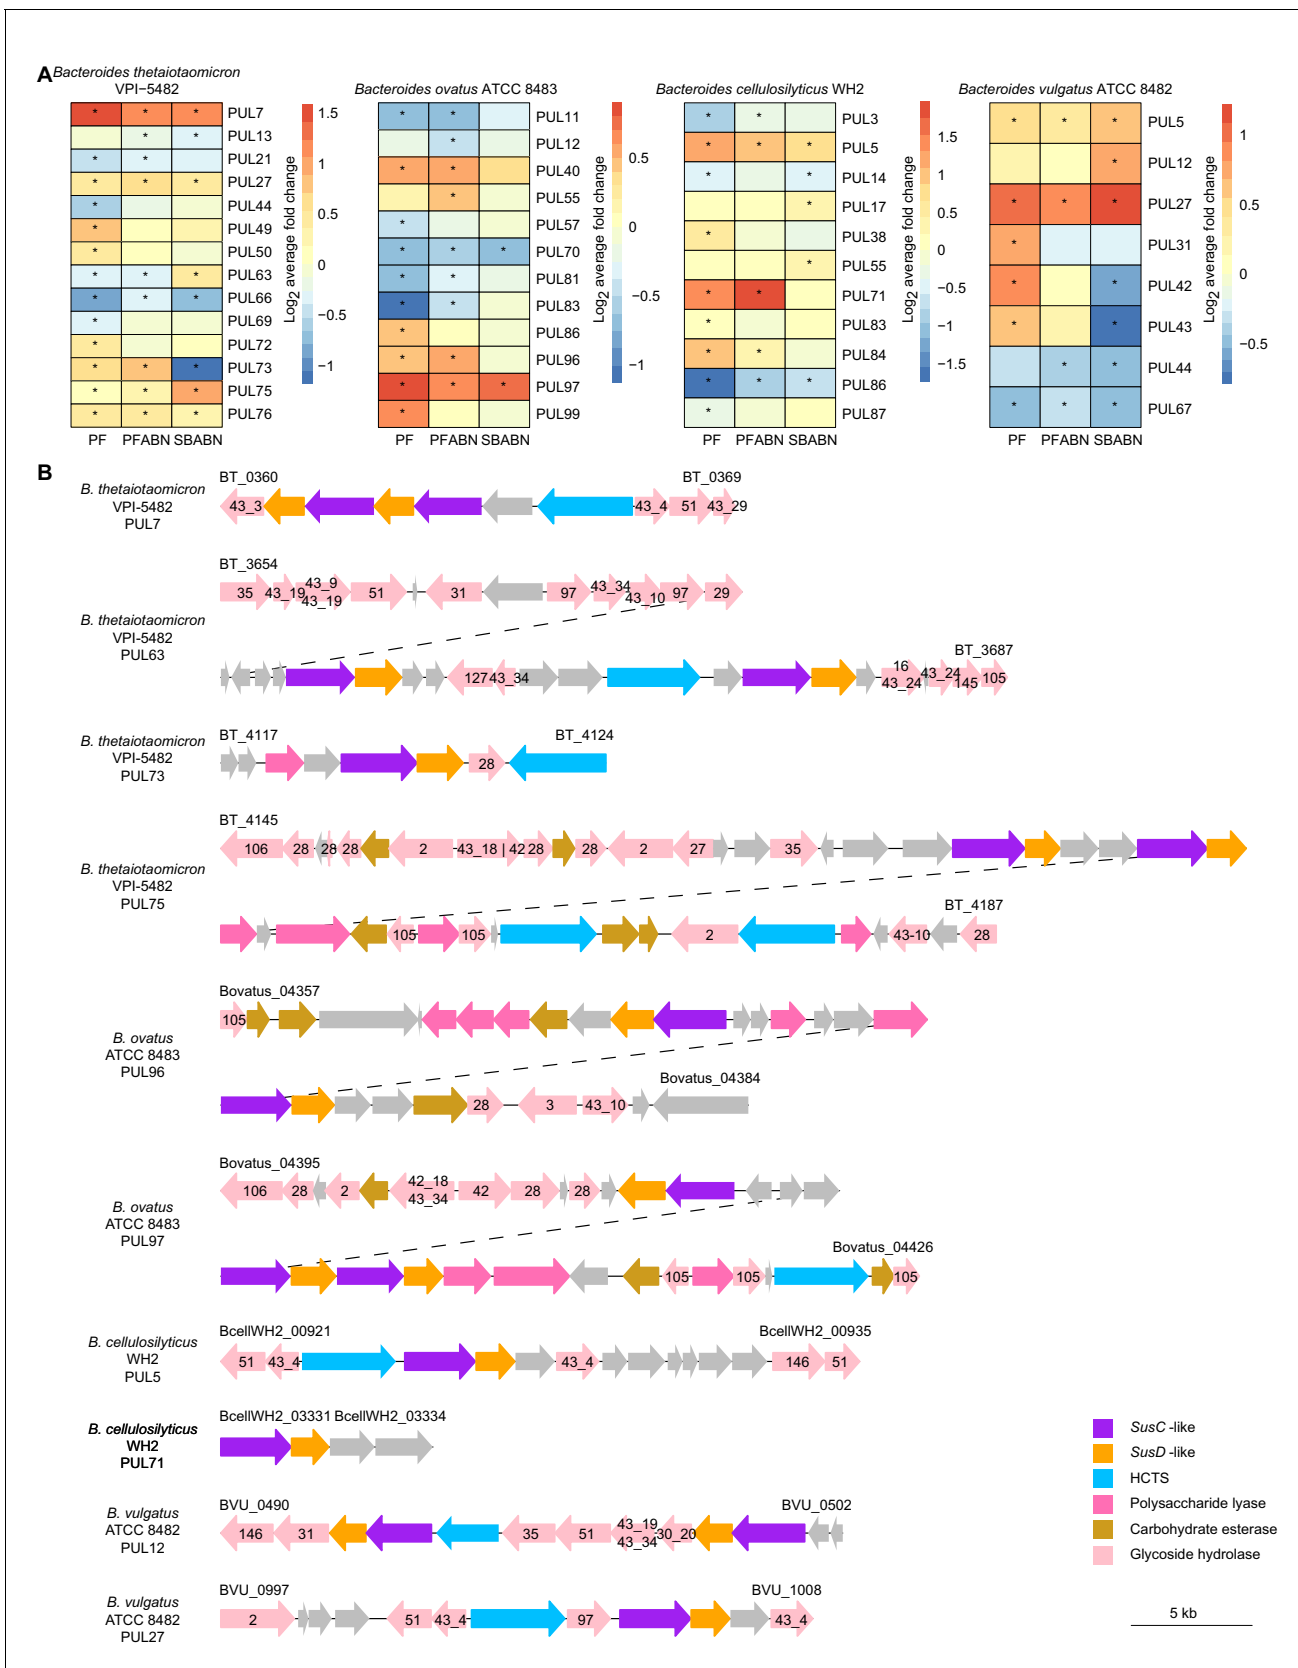 A
Bacteroides thetaiotaomicron
VPI−5482
Bacteroides ovatus ATCC 8483
Bacteroides cellulosilyticus WH2
Bacteroides vulgatus ATCC 8482
* * * PUL7
* * PUL13
* * PUL21
* * * PUL27
* PUL44
* PUL49
* PUL50
* * * PUL63
* * * PUL66
* PUL69
* PUL72
* * * PUL73
* * * PUL75
* * * PUL76
PF PFABN SBABN
1.5
1
0.5
0
−0.5
−1
Log2 average fold change
* * PUL11
* PUL12
* * PUL40
* PUL55
* PUL57
* * * PUL70
* * PUL81
* * PUL83
* PUL86
* * PUL96
* * * PUL97
* PUL99
PF PFABN SBABN
0.5
0
−0.5
−1
Log2 average fold change
* * PUL3
* * * PUL5
* * PUL14
* PUL17
* PUL38
* PUL55
* * PUL71
* PUL83
* * PUL84
* * * PUL86
* PUL87
PF PFABN SBABN
1.5
1
0.5
0
−0.5
−1
−1.5
Log2 average fold change
* * * PUL5
* PUL12
* * * PUL27
* PUL31
* * PUL42
* * PUL43
* * PUL44
* * * PUL67
PF PFABN SBABN
1
0.5
0
−0.5
Log2 average fold change
B
B. thetaiotaomicron
VPI-5482
PUL7
BT_0360 BT_0369
43_3 43_4 51 43_29
B. thetaiotaomicron
VPI-5482
PUL63
BT_3654
35 43_19 43_9 43_19 51 31 97 43_34 43_10 97 29
BT_3687
127 43_34 16 43_24 43_24 145 105
B. thetaiotaomicron
VPI-5482
PUL73
BT_4117 BT_4124
28
B. thetaiotaomicron
VPI-5482
PUL75
BT_4145
106 28 28 28 2 43_18 | 42 28 28 2 27 35
BT_4187
105 105 2 43-10 28
B. ovatus
ATCC 8483
PUL96
Bovatus_04357
105
Bovatus_04384
28 3 43_10
B. ovatus
ATCC 8483
PUL97
Bovatus_04395
106 28 2 42_18 43_34 42 28 28
Bovatus_04426
105 105 105
B. cellulosilyticus
WH2
PUL5
BcellWH2_00921 BcellWH2_00935
51 43_4 43_4 146 51
B. cellulosilyticus
WH2
PUL71
BcellWH2_03331 BcellWH2_03334
B. vulgatus
ATCC 8482
PUL12
BVU_0490 BVU_0502
146 31 35 51 43_19 43_34 30_20
B. vulgatus
ATCC 8482
PUL27
BVU_0997 BVU_1008
2 51 43_4 97 43_4
SusC -like
SusD -like
HCTS
Polysaccharide lyase
Carbohydrate esterase
Glycoside hydrolase
5 kb